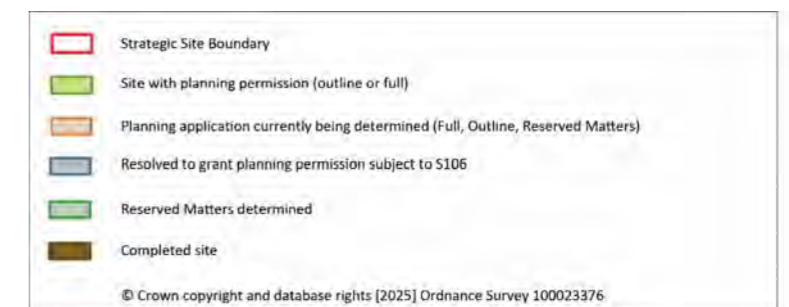 Strategic Site Boundary
Site with planning permission (outline or full)
Planning application currently being determined (Full, Outline, Reserved Matters)
Resolved to grant planning permission subject to S106
Reserved Matters determined
Completed site
© Crown copyright and database rights [2025] Ordnance Survey 100023376